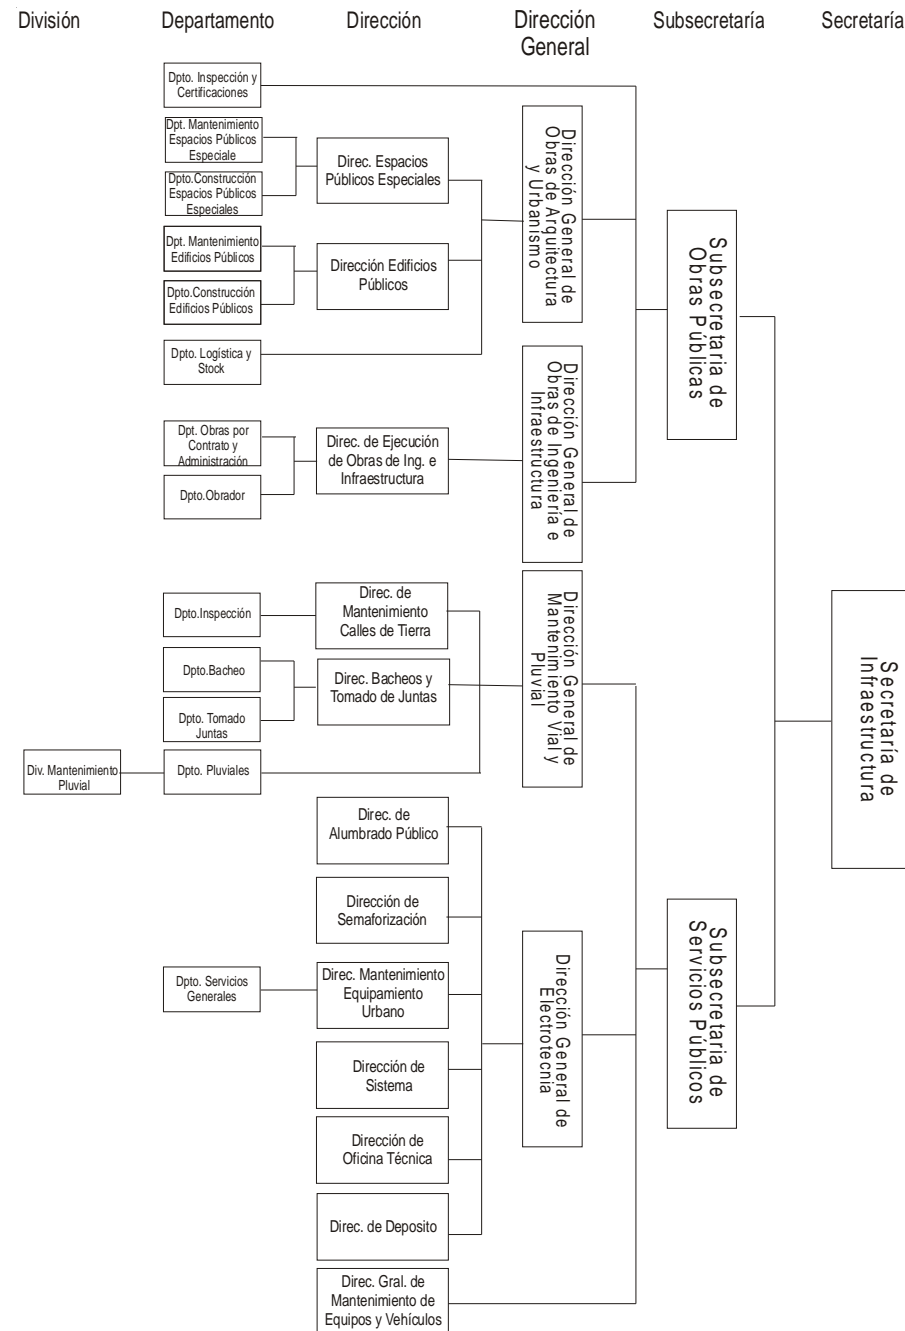 División Departamento Dirección Dirección General Subsecretaría Secretaría
Dpto. Inspección y
Certificaciones
Dpt. Mantenimiento
Espacios Públicos
Especiale
Dpto.Construcción
Espacios Públicos
Especiales
Direc. Espacios
Públicos Especiales
Dpt. Mantenimiento
Edificios Públicos
Dpto.Construcción
Edificios Públicos
Dirección Edificios
Públicos
Dpto. Logística y
Stock
Dirección General de
Obras de Arquitectura
y Urbanismo
Dpt. Obras por
Contrato y
Administración
Dpto.Obrador
Direc. de Ejecución
de Obras de Ing. e
Infraestructura
Dirección General de
Obras de Ingeniería e
Infraestructura
Subsecretaria de
Obras Públicas
Dpto.Inspección
Direc. de
Mantenimiento
Calles de Tierra
Dpto.Bacheo
Dpto. Tomado
Juntas
Direc. Bacheos y
Tomado de Juntas
Div. Mantenimiento
Pluvial
Dpto. Pluviales
Dirección General de
Mantenimiento Vial y
Pluvial
Direc. de
Alumbrado Público
Dirección de
Semaforización
Dpto. Servicios
Generales
Direc. Mantenimiento
Equipamiento
Urbano
Dirección de
Sistema
Dirección de
Oficina Técnica
Direc. de Deposito
Dirección General de
Electrotecnia
Direc. Gral. de
Mantenimiento de
Equipos y Vehículos
Subsecretaria de
Servicios Públicos
Secretaría de
Infraestructura